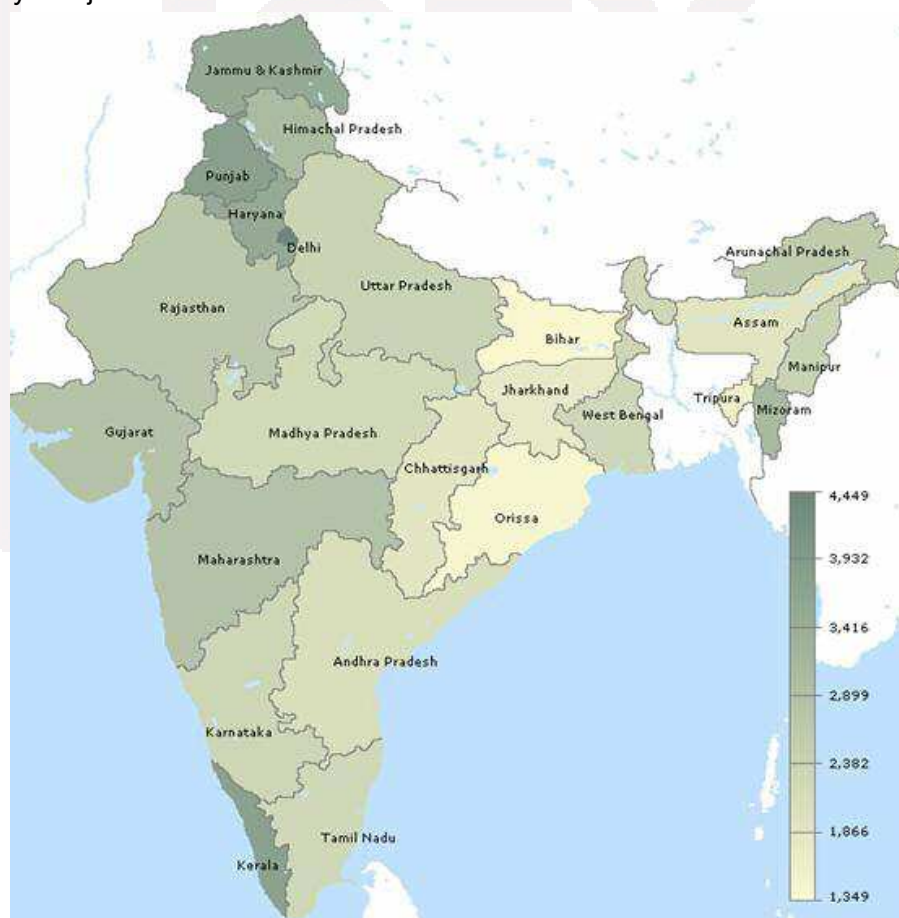 Jammu & Kashmir
Himachal Pradesh
Punjab
Haryana
Delhi
Arunachal Pradesh
Uttar Pradesh
Rajasthan
Assam
Bihar
Manipur
Jharkhand
Tripura
Mizoram
West Bengal
Gujarat
Madhya Pradesh
Chhattisgarh
Orissa
Maharashtra
Andhra Pradesh
Karnataka
Tamil Nadu
Kerala
4,449
3,932
3,416
2,899
2,382
1,866
1,349